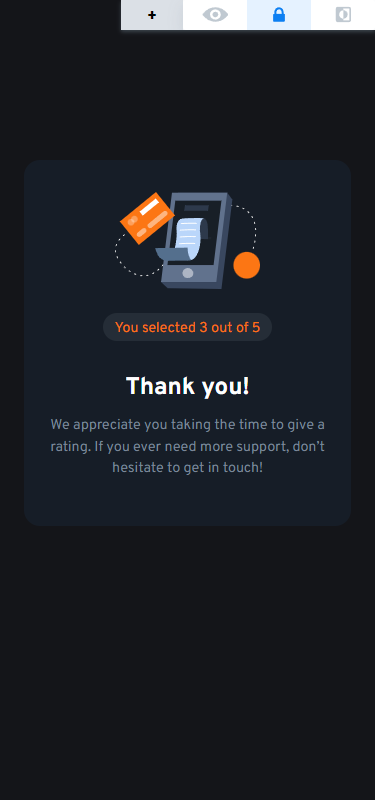 +
You selected 3 out of 5
Thank you!
We appreciate you taking the time to give a
rating. If you ever need more support, don't
hesitate to get in touch!